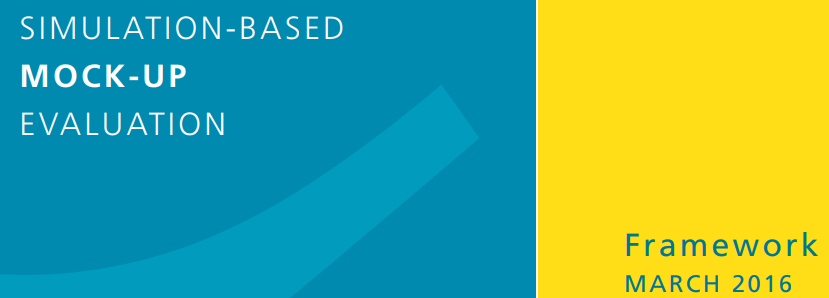 SIMULATION-BASED
MOCK-UP
EVALUATION
Framework
MARCH 2016